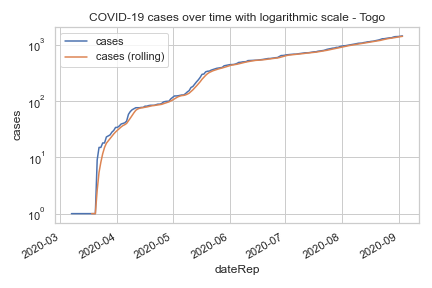 COVID-19 cases over time with logarithmic scale - Togo
cases
cases (rolling)
10³
10²
10¹
10⁰
cases
2020-03
2020-04
2020-05
2020-06
2020-07
2020-08
2020-09
dateRep